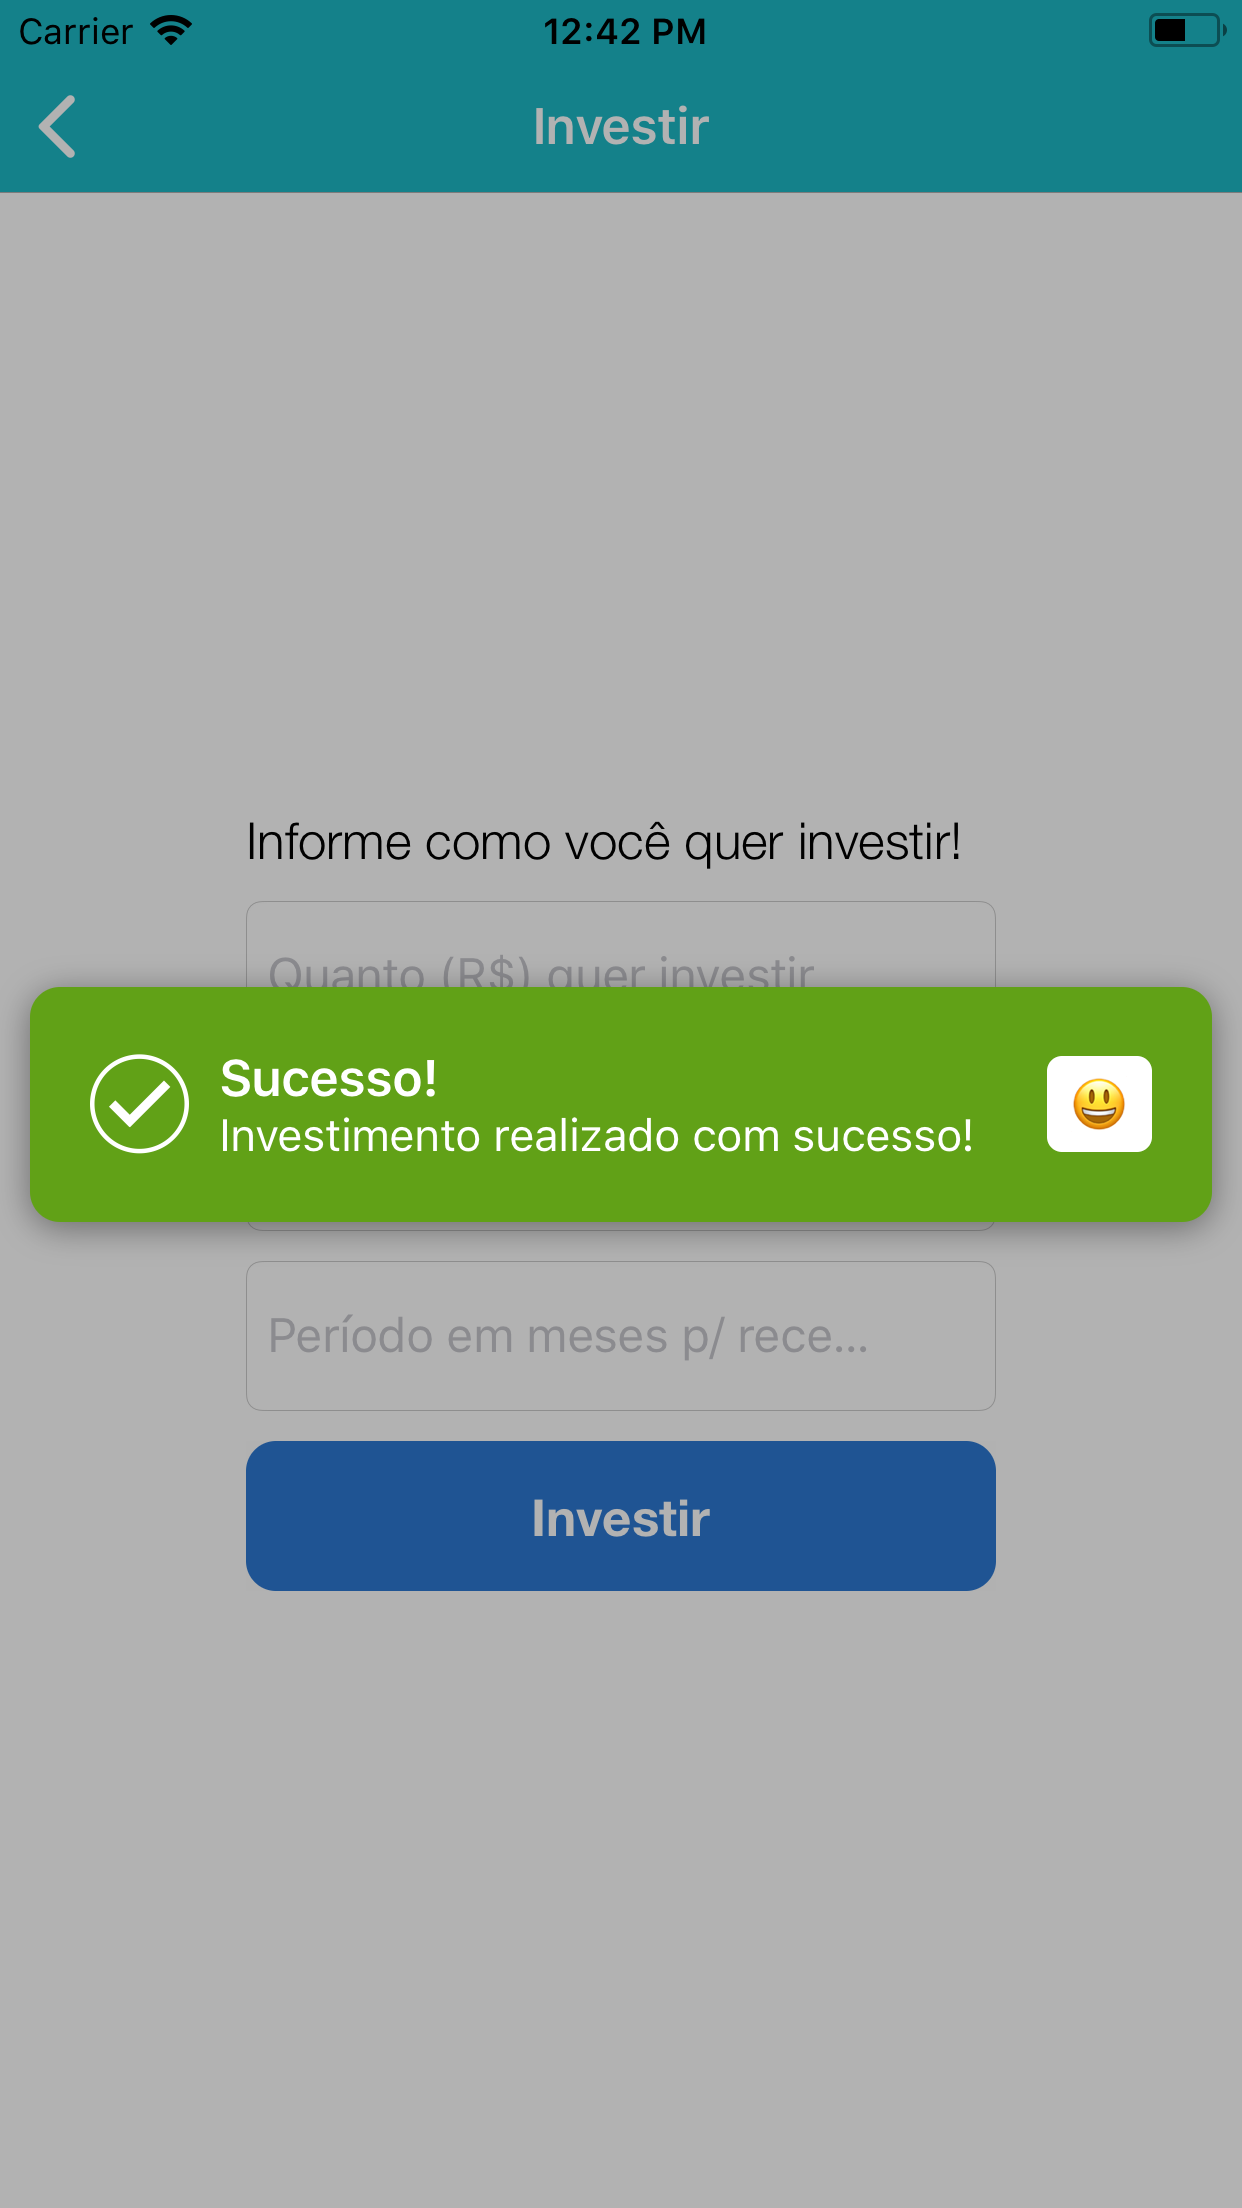 Carrier 12:42 PM
Investir
Informe como você quer investir!
Quanto (R$) quer investir
Sucesso!
Investimento realizado com sucesso!
Período em meses p/ rece...
Investir